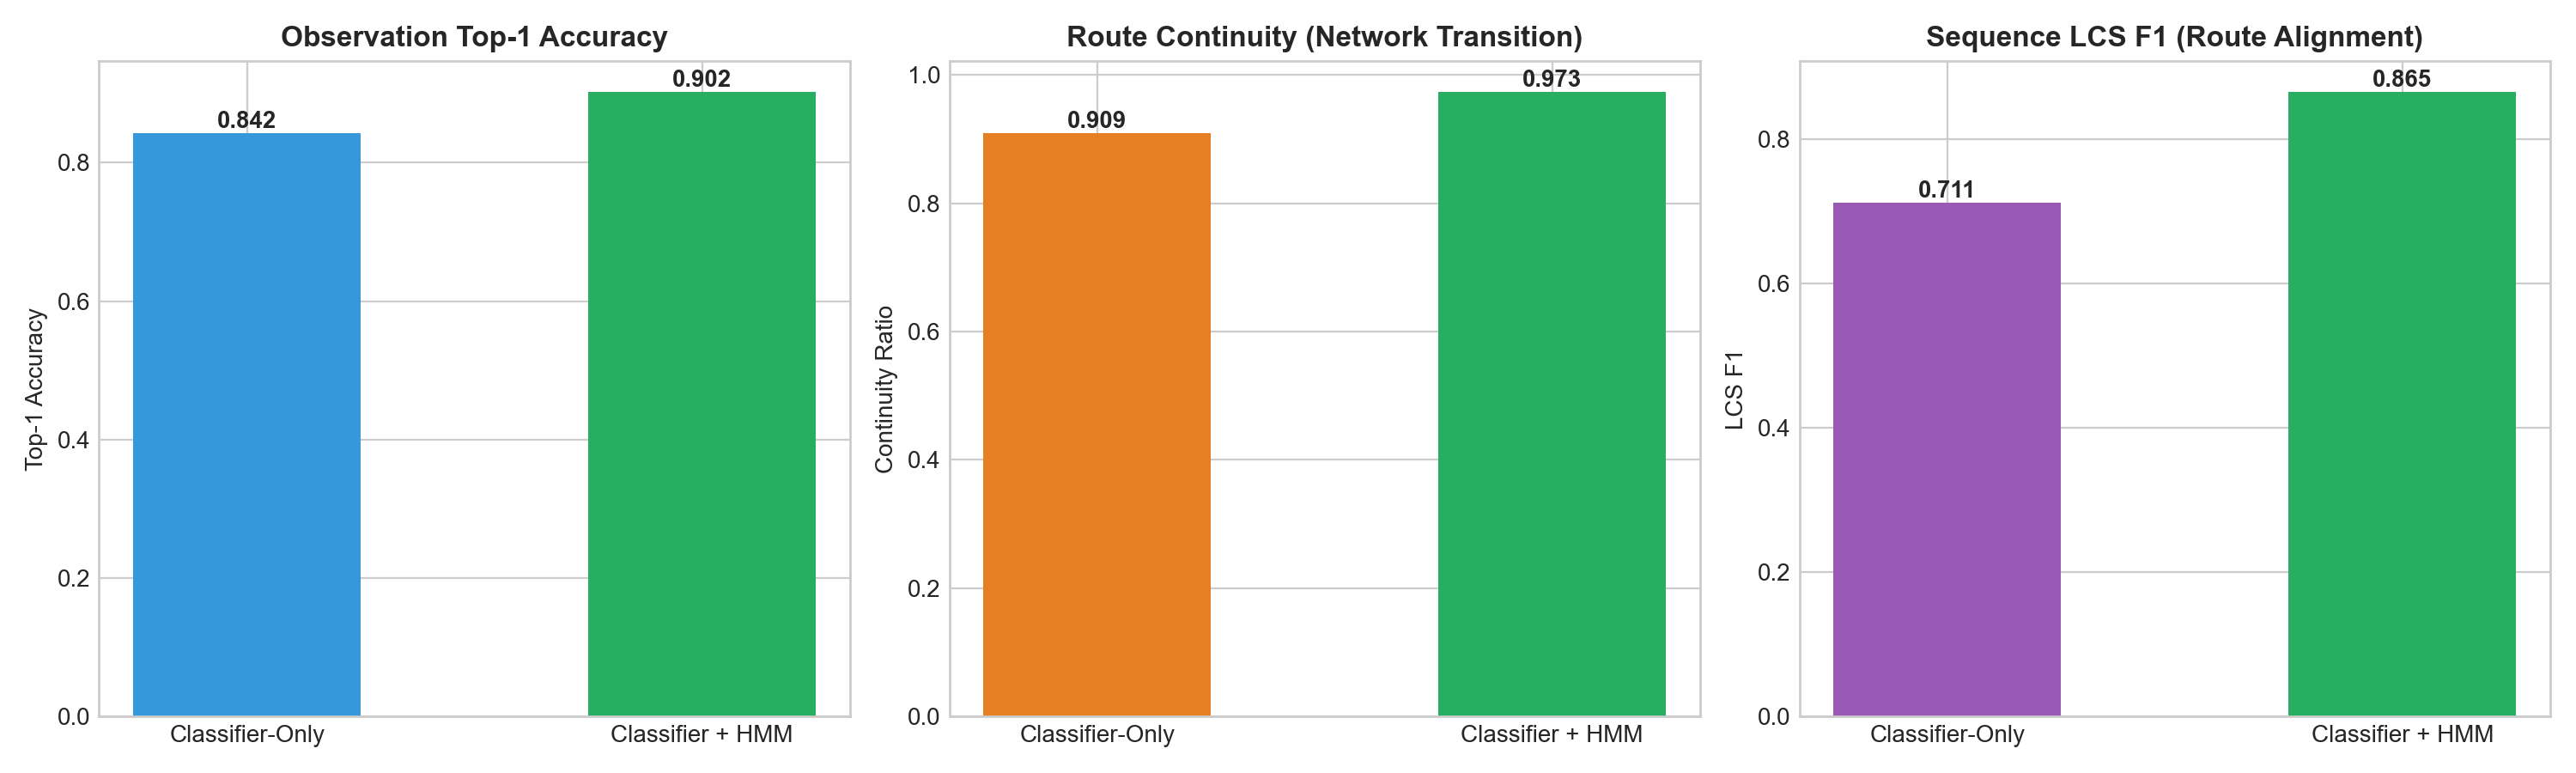 Observation Top-1 Accuracy
Top-1 Accuracy
0.8
0.6
0.4
0.2
0.0
0.842
0.902
Classifier-Only
Classifier + HMM
Route Continuity (Network Transition)
Continuity Ratio
1.0
0.8
0.6
0.4
0.2
0.0
0.909
0.973
Classifier-Only
Classifier + HMM
Sequence LCS F1 (Route Alignment)
LCS F1
0.8
0.6
0.4
0.2
0.0
0.711
0.865
Classifier-Only
Classifier + HMM